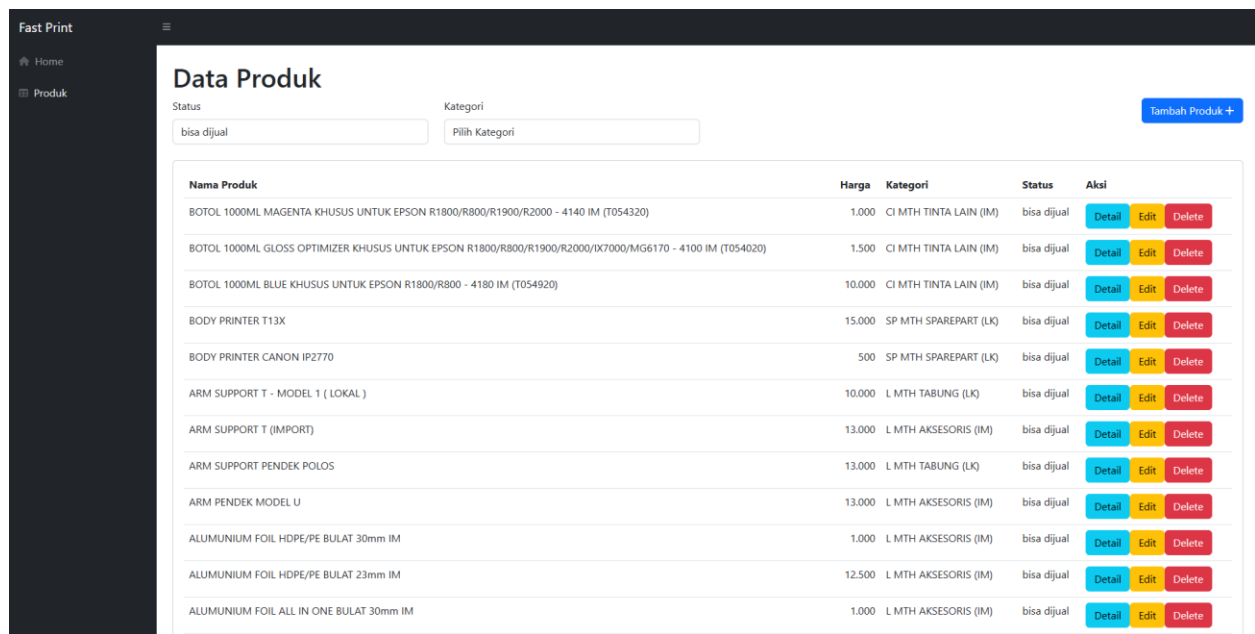 Fast Print
Home
Produk
Data Produk
Status Kategori
bisa dijual Pilih Kategori Tambah Produk +
Nama Produk Harga Kategori Status Aksi
BOTOL 1000ML MAGENTA KHUSUS UNTUK EPSON R1800/R800/R1900/R2000 - 4140 IM (T054320) 1.000 CI MTH TINTA LAIN (IM) bisa dijual Detail Edit Delete
BOTOL 1000ML GLOSS OPTIMIZER KHUSUS UNTUK EPSON R1800/R800/R1900/R2000/IX7000/MG6170 - 4100 IM (T054020) 1.500 CI MTH TINTA LAIN (IM) bisa dijual Detail Edit Delete
BOTOL 1000ML BLUE KHUSUS UNTUK EPSON R1800/R800 - 4180 IM (T054920) 10.000 CI MTH TINTA LAIN (IM) bisa dijual Detail Edit Delete
BODY PRINTER T13X 15.000 SP MTH SPAREPART (LK) bisa dijual Detail Edit Delete
BODY PRINTER CANON IP2770 500 SP MTH SPAREPART (LK) bisa dijual Detail Edit Delete
ARM SUPPORT T - MODEL 1 ( LOKAL ) 10.000 L MTH TABUNG (LK) bisa dijual Detail Edit Delete
ARM SUPPORT T (IMPORT) 13.000 L MTH AKSESORIS (IM) bisa dijual Detail Edit Delete
ARM SUPPORT PENDEK POLOS 13.000 L MTH TABUNG (LK) bisa dijual Detail Edit Delete
ARM PENDEK MODEL U 13.000 L MTH AKSESORIS (IM) bisa dijual Detail Edit Delete
ALUMUNIUM FOIL HDPE/PE BULAT 30mm IM 1.000 L MTH AKSESORIS (IM) bisa dijual Detail Edit Delete
ALUMUNIUM FOIL HDPE/PE BULAT 23mm IM 12.500 L MTH AKSESORIS (IM) bisa dijual Detail Edit Delete
ALUMUNIUM FOIL ALL IN ONE BULAT 30mm IM 1.000 L MTH AKSESORIS (IM) bisa dijual Detail Edit Delete